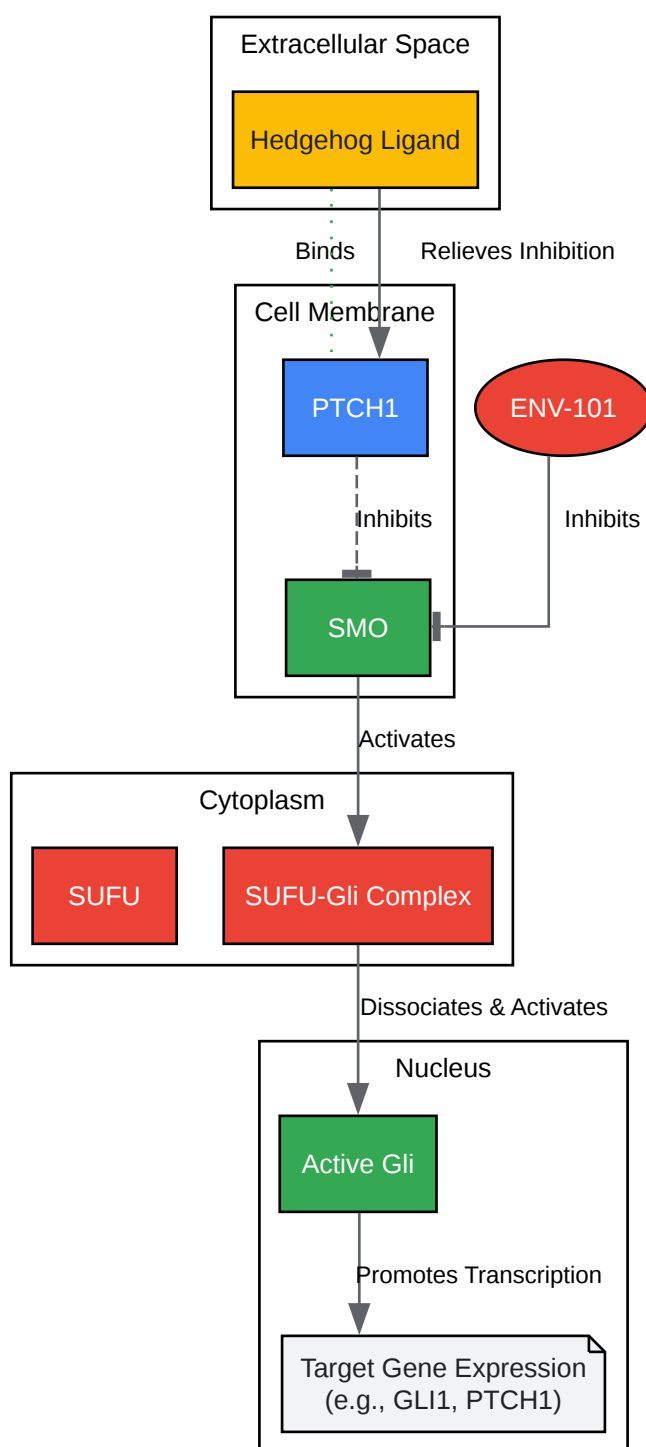 Extracellular Space
Hedgehog Ligand
Binds
Relieves Inhibition
Cell Membrane
PTCH1
ENV-101
Inhibits
Inhibits
SMO
Activates
Cytoplasm
SUFU
SUFU-Gli Complex
Dissociates & Activates
Nucleus
Active Gli
Promotes Transcription
Target Gene Expression
(e.g., GLI1, PTCH1)